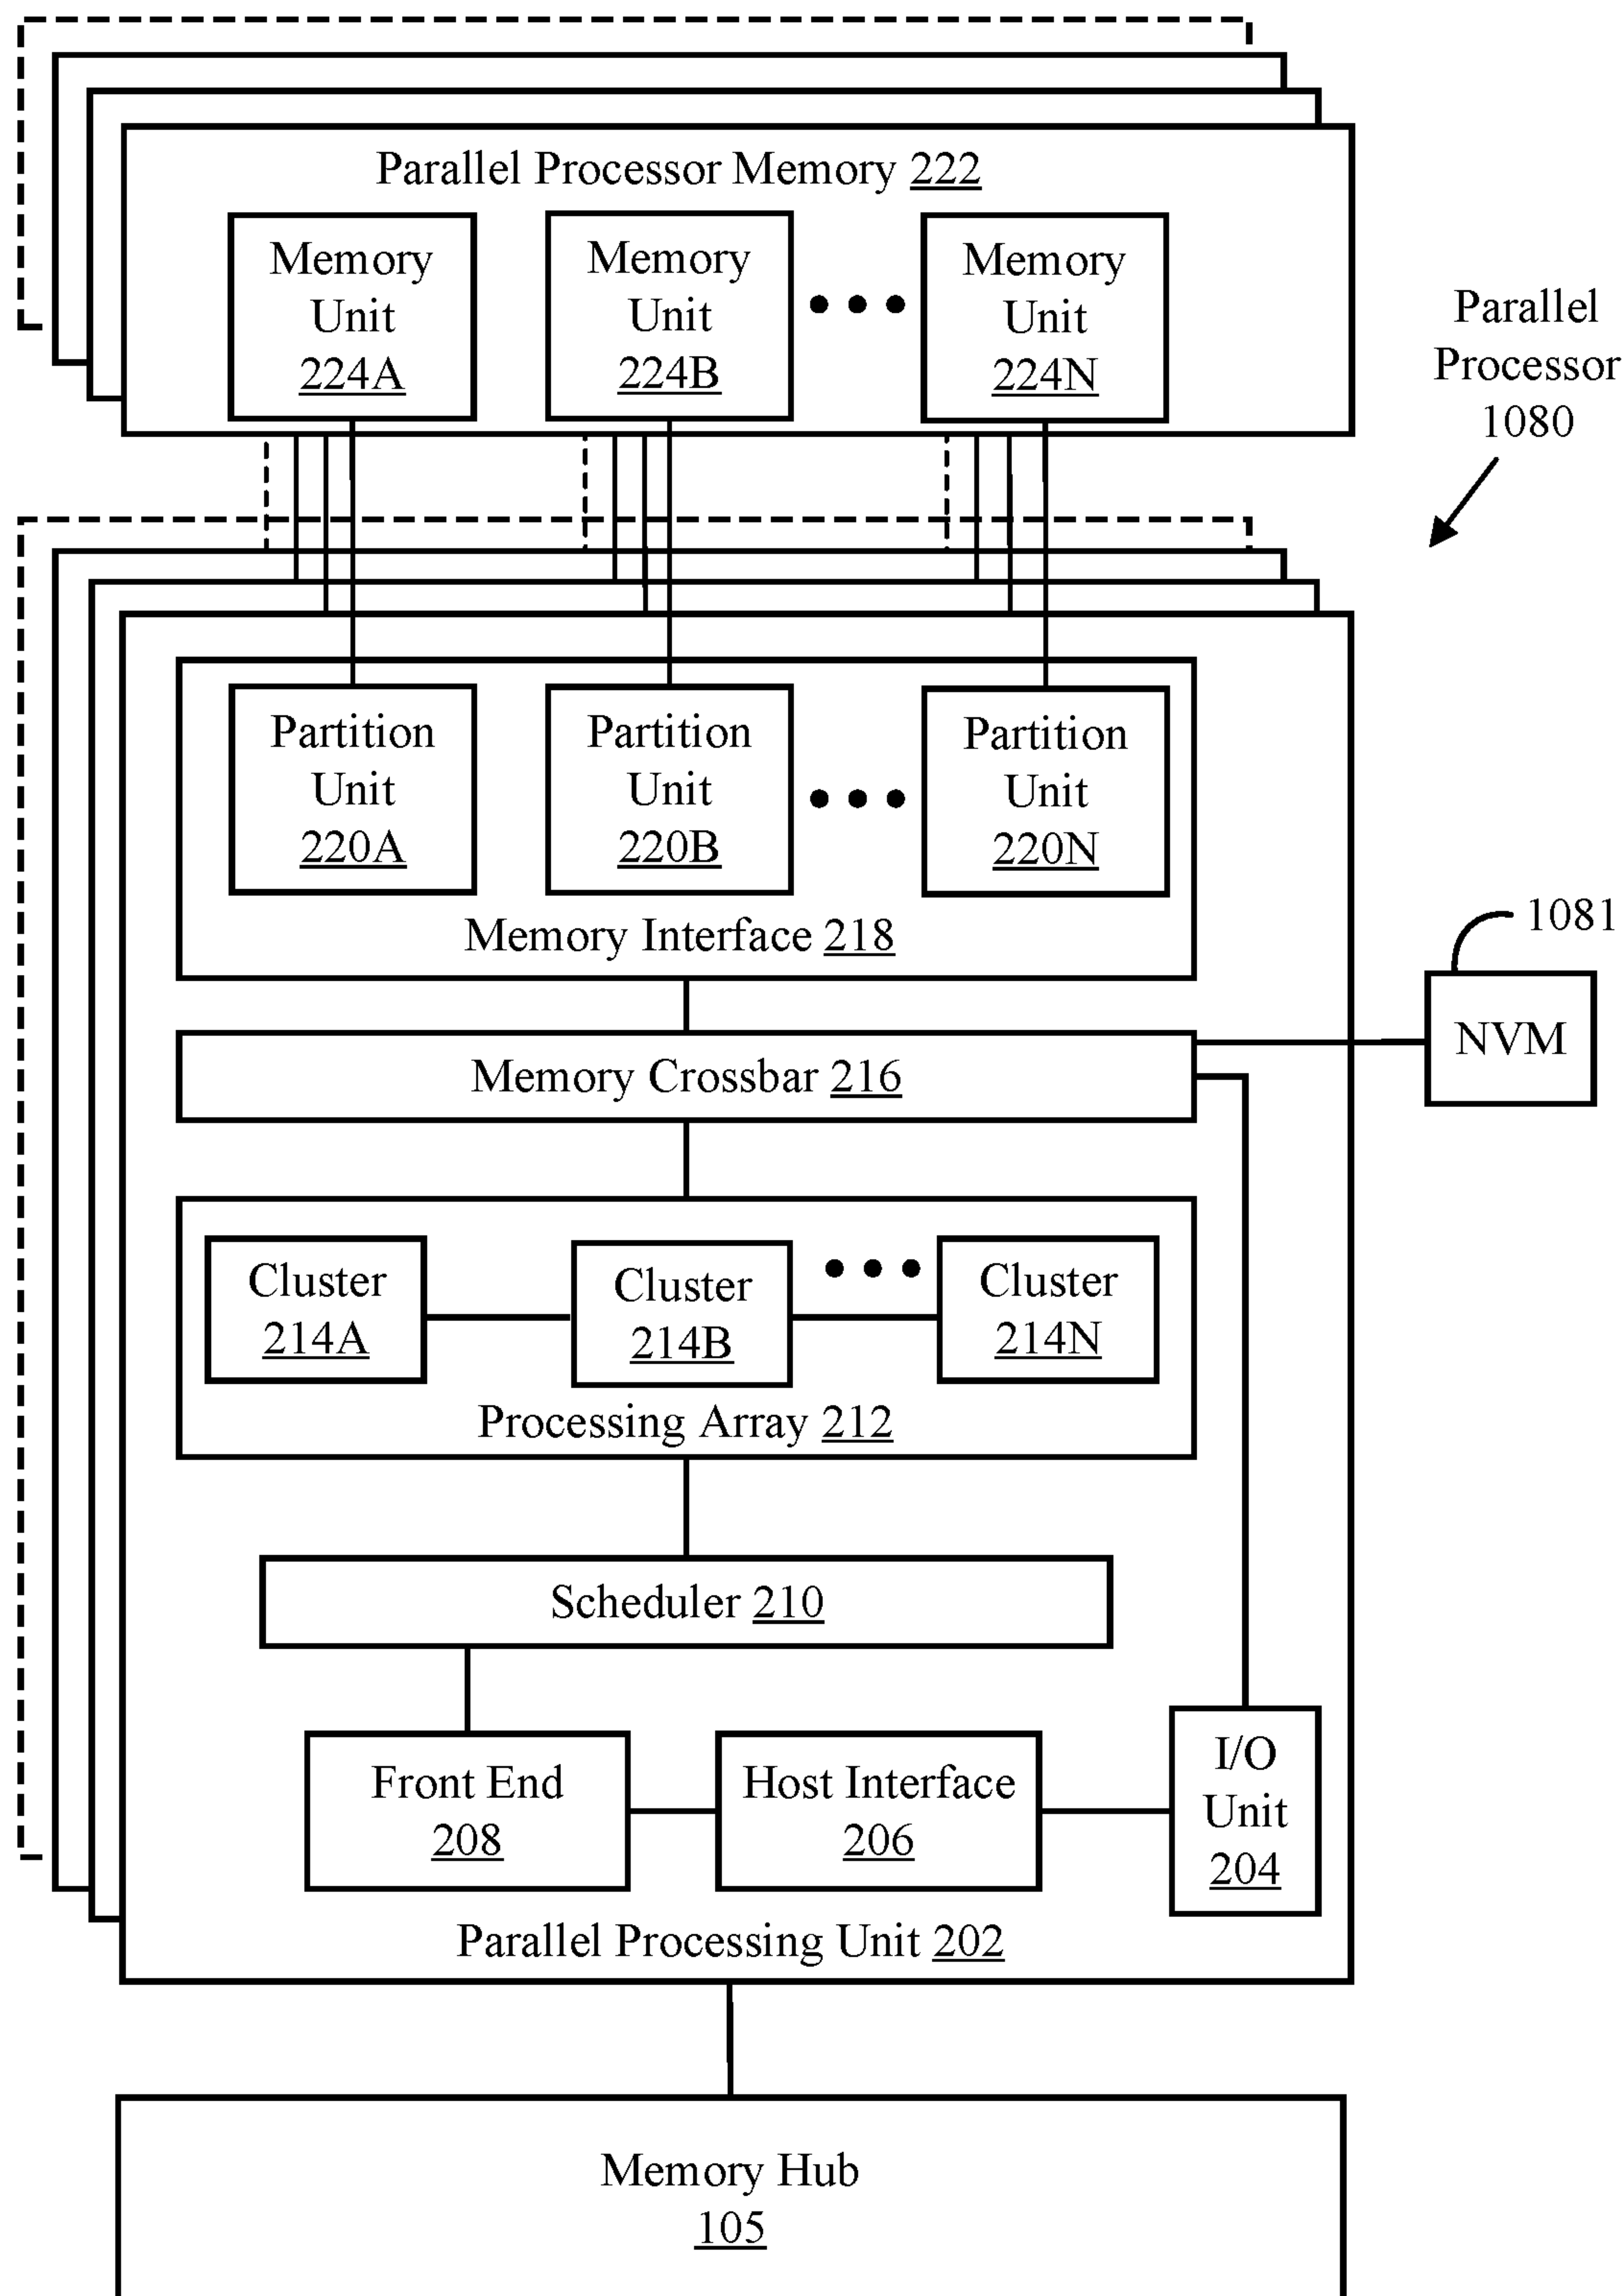 Parallel Processor Memory 222
Memory
Unit
224A
Memory
Unit
224B
Memory
Unit
224N
Parallel
Processor
1080
Partition
Unit
220A
Partition
Unit
220B
Partition
Unit
220N
Memory Interface 218
1081
NVM
Memory Crossbar 216
Cluster
214A
Cluster
214B
Cluster
214N
Processing Array 212
Scheduler 210
Front End
208
Host Interface
206
I/O
Unit
204
Parallel Processing Unit 202
Memory Hub
105